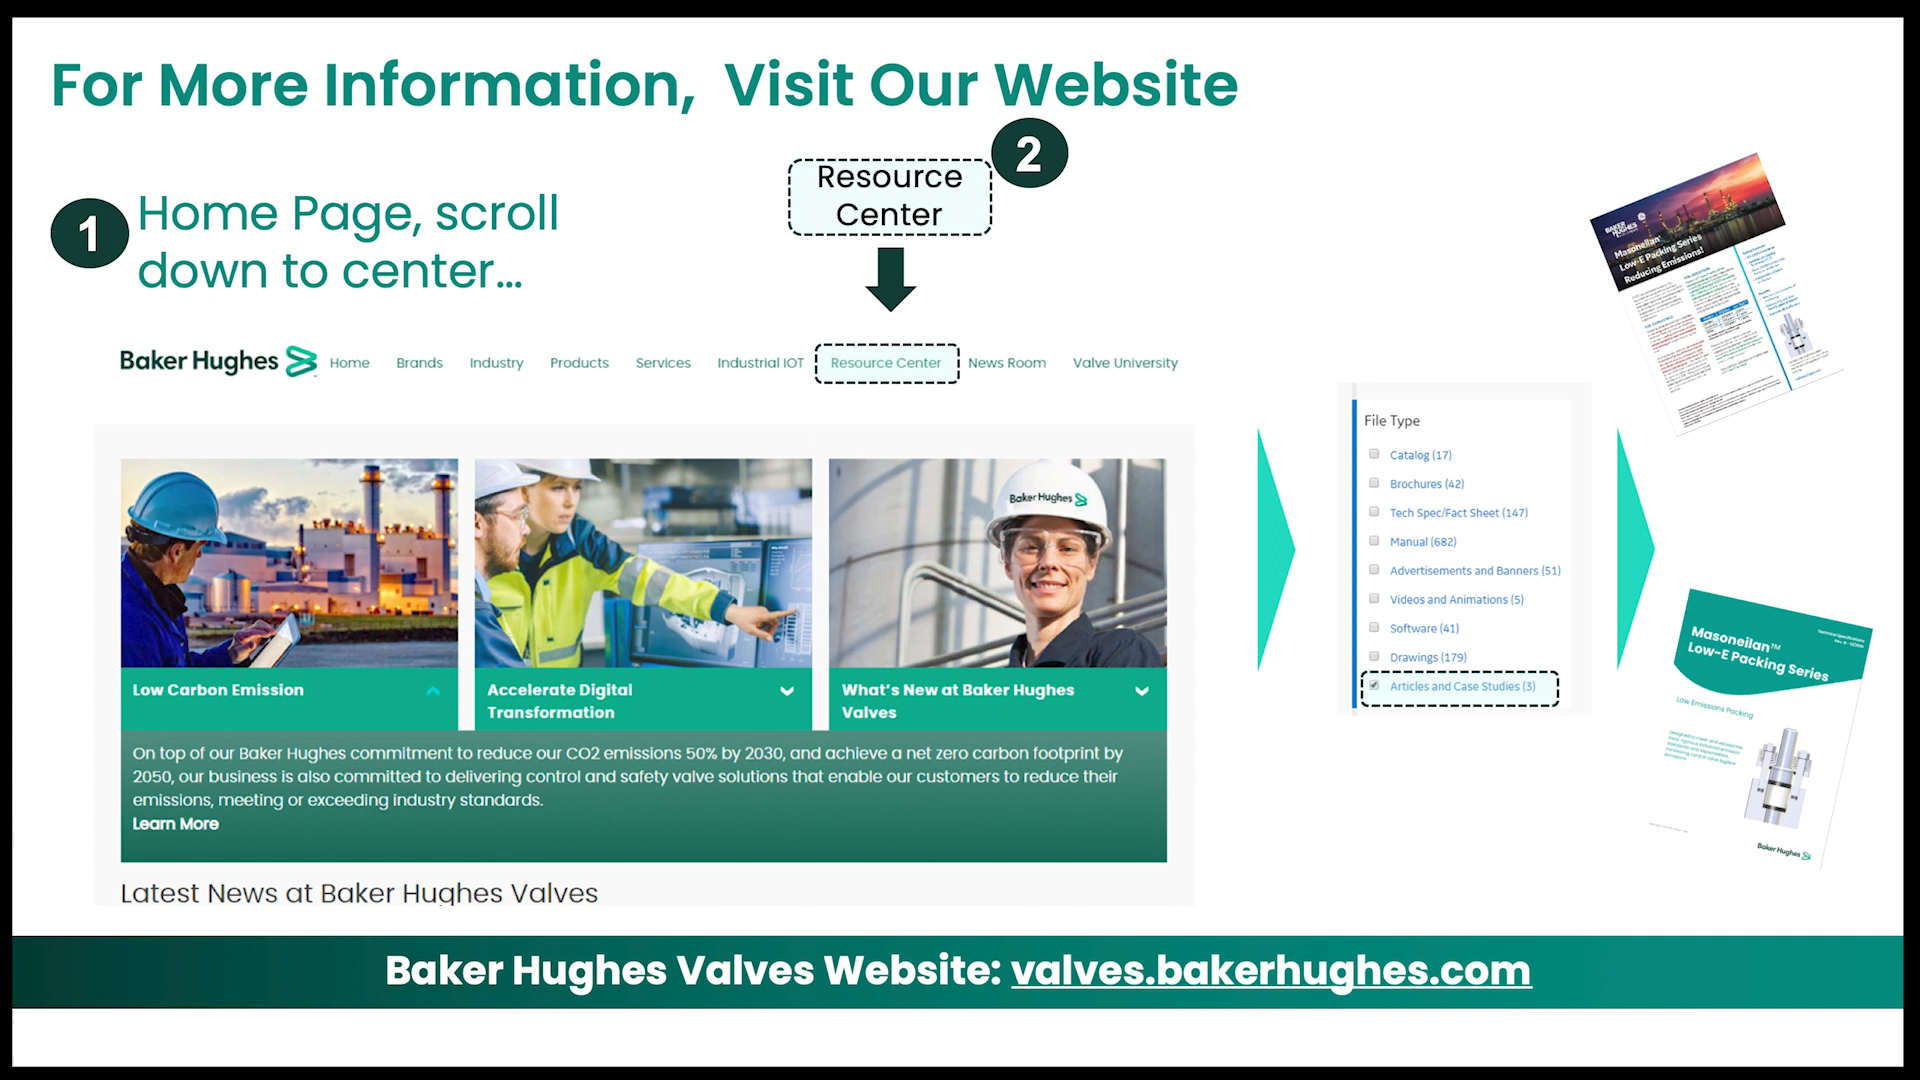 For More Information, Visit Our Website
1
Home Page, scroll
down to center...
2
Resource
Center
Baker Hughes
Home Brands Industry Products Services Industrial IOT Resource Center News Room Valve University
Baker Hughes
Low Carbon Emission
Accelerate Digital
Transformation
What's New at Baker Hughes
Valves
On top of our Baker Hughes commitment to reduce our CO2 emissions 50% by 2030, and achieve a net zero carbon footprint by
2050, our business is also committed to delivering control and safety valve solutions that enable our customers to reduce their
emissions, meeting or exceeding industry standards.
Learn More
Latest News at Baker Hughes Valves
File Type
Catalog (17)
Brochures (42)
Tech Spec/Fact Sheet (147)
Manual (682)
Advertisements and Banners (51)
Videos and Animations (5)
Software (41)
Drawings (179)
Articles and Case Studies (3)
BAKER
HUGHES
Masoneilan
Low-E Packing Series
Reducing Emissions!
Masoneilan™
Low-E Packing Series
Low Emissions Packing
Baker Hughes
Baker Hughes Valves Website: valves.bakerhughes.com